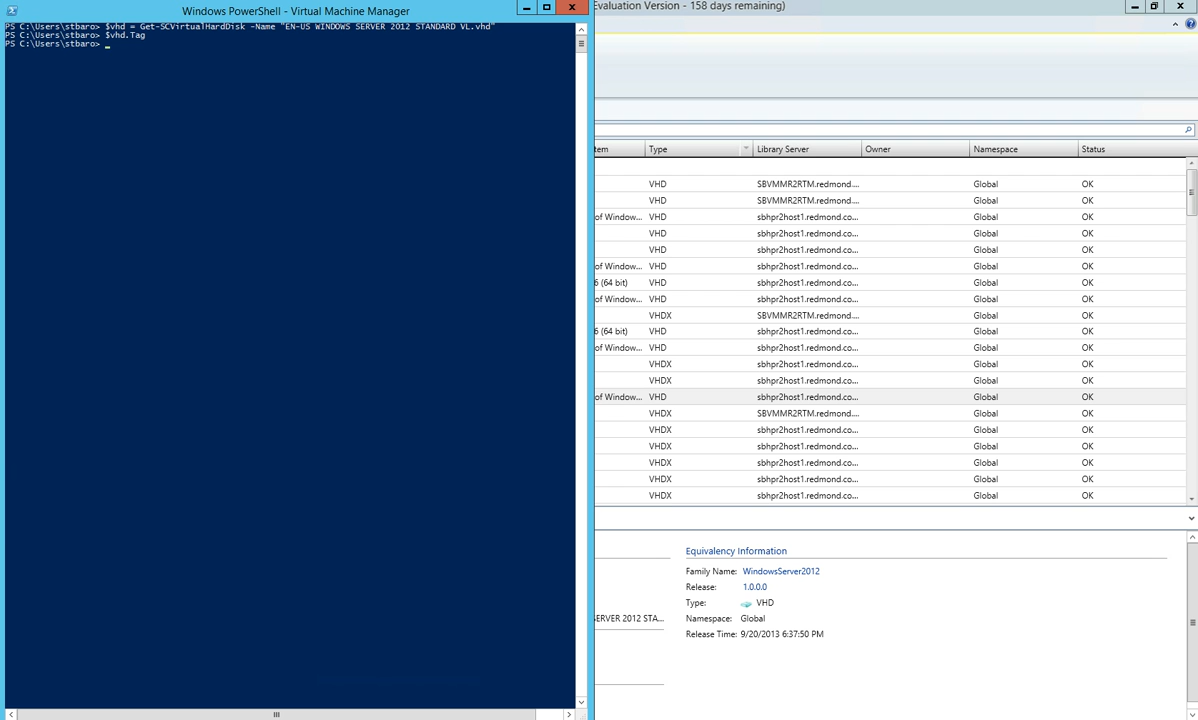 Windows PowerShell - Virtual Machine Manager
PS C:\Users\stbaro> $vhd = Get-SCVirtualHardDisk -Name "EN-US WINDOWS SERVER 2012 STANDARD VL.vhd"
PS C:\Users\stbaro> $vhd.Tag
PS C:\Users\stbaro> _
Evaluation Version - 158 days remaining)
tem Type Library Server Owner Namespace Status
VHD SBVMMR2RTM.redmond.... Global OK
VHD SBVMMR2RTM.redmond.... Global OK
of Window... VHD sbhpr2host1.redmond.co... Global OK
VHD sbhpr2host1.redmond.co... Global OK
VHD sbhpr2host1.redmond.co... Global OK
of Window... VHD sbhpr2host1.redmond.co... Global OK
6 (64 bit) VHD sbhpr2host1.redmond.co... Global OK
of Window... VHD sbhpr2host1.redmond.co... Global OK
VHDX SBVMMR2RTM.redmond.... Global OK
6 (64 bit) VHD sbhpr2host1.redmond.co... Global OK
of Window... VHD sbhpr2host1.redmond.co... Global OK
VHDX sbhpr2host1.redmond.co... Global OK
VHDX sbhpr2host1.redmond.co... Global OK
of Window... VHD sbhpr2host1.redmond.co... Global OK
VHDX SBVMMR2RTM.redmond.... Global OK
VHDX sbhpr2host1.redmond.co... Global OK
VHDX sbhpr2host1.redmond.co... Global OK
VHDX sbhpr2host1.redmond.co... Global OK
VHDX sbhpr2host1.redmond.co... Global OK
VHDX sbhpr2host1.redmond.co... Global OK
Equivalency Information
Family Name: WindowsServer2012
Release: 1.0.0.0
Type: VHD
SERVER 2012 STA... Namespace: Global
Release Time: 9/20/2013 6:37:50 PM